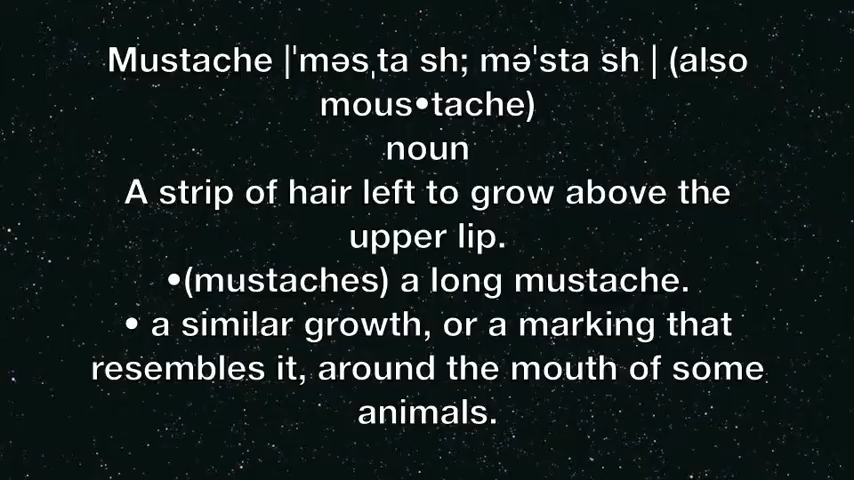 Mustache |ˈməsˌta sh; məˈsta sh | (also
mous•tache)
noun
A strip of hair left to grow above the
upper lip.
•(mustaches) a long mustache.
• a similar growth, or a marking that
resembles it, around the mouth of some
animals.